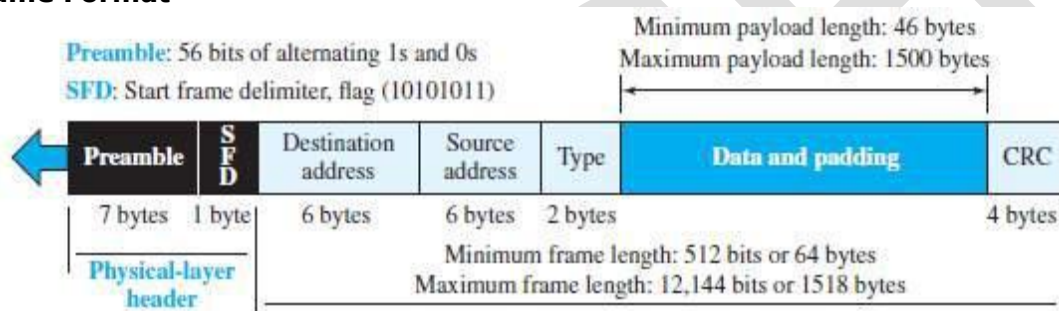 Preamble: 56 bits of alternating 1s and 0s
SFD: Start frame delimiter, flag (10101011)
Minimum payload length: 46 bytes
Maximum payload length: 1500 bytes
Preamble
SFD
Destination
address
Source
address
Type
Data and padding
CRC
7 bytes 1 byte 6 bytes 6 bytes 2 bytes 4 bytes
Physical-layer
header
Minimum frame length: 512 bits or 64 bytes
Maximum frame length: 12,144 bits or 1518 bytes